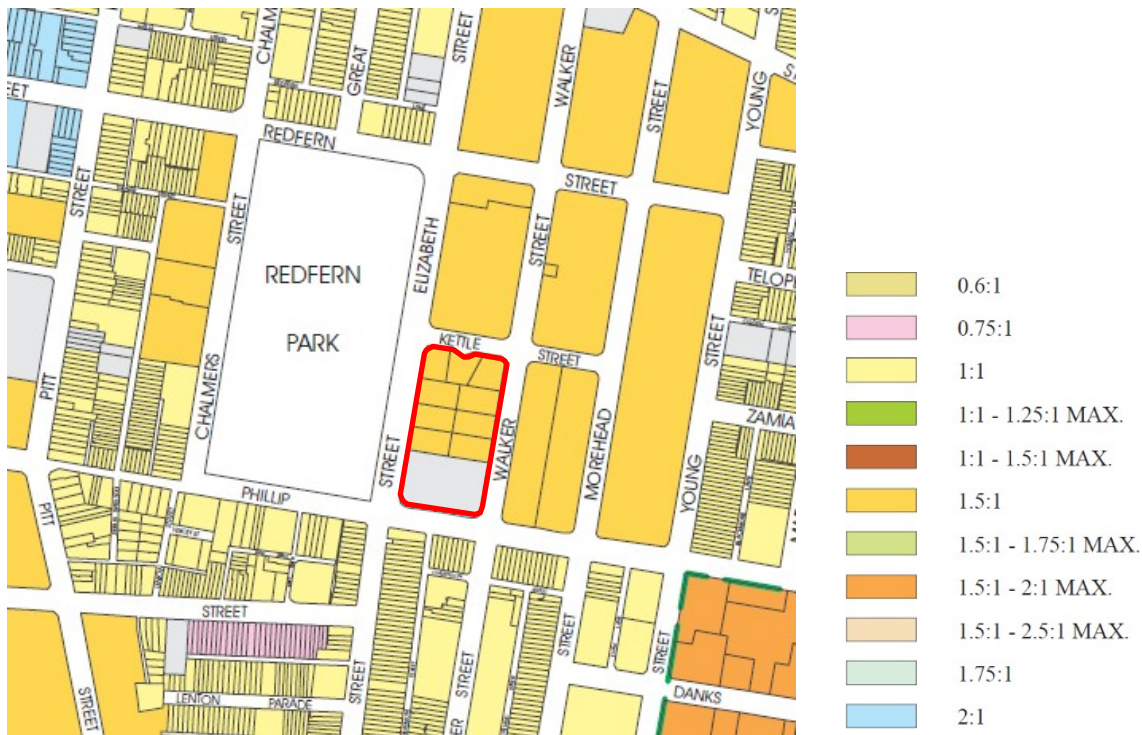 CHALM
GREAT
STREET
WALKER
STREET
YOUNG
REDFERN
STREET
STREET
STREET
STREET
ELIZABETH
REDFERN
PARK
TELOP
KETTLE
STREET
STREET
PITT
CHALMERS
STREET
WALKER
MOREHEAD
YOUNG
ZAMIA
PHILLIP
PITT
STREET
STREET
STREET
STREET
STREET
STREET
LENTON
PARADE
DANKS
0.6:1
0.75:1
1:1
1:1 - 1.25:1 MAX.
1:1 - 1.5:1 MAX.
1.5:1
1.5:1 - 1.75:1 MAX.
1.5:1 - 2:1 MAX.
1.5:1 - 2.5:1 MAX.
1.75:1
2:1